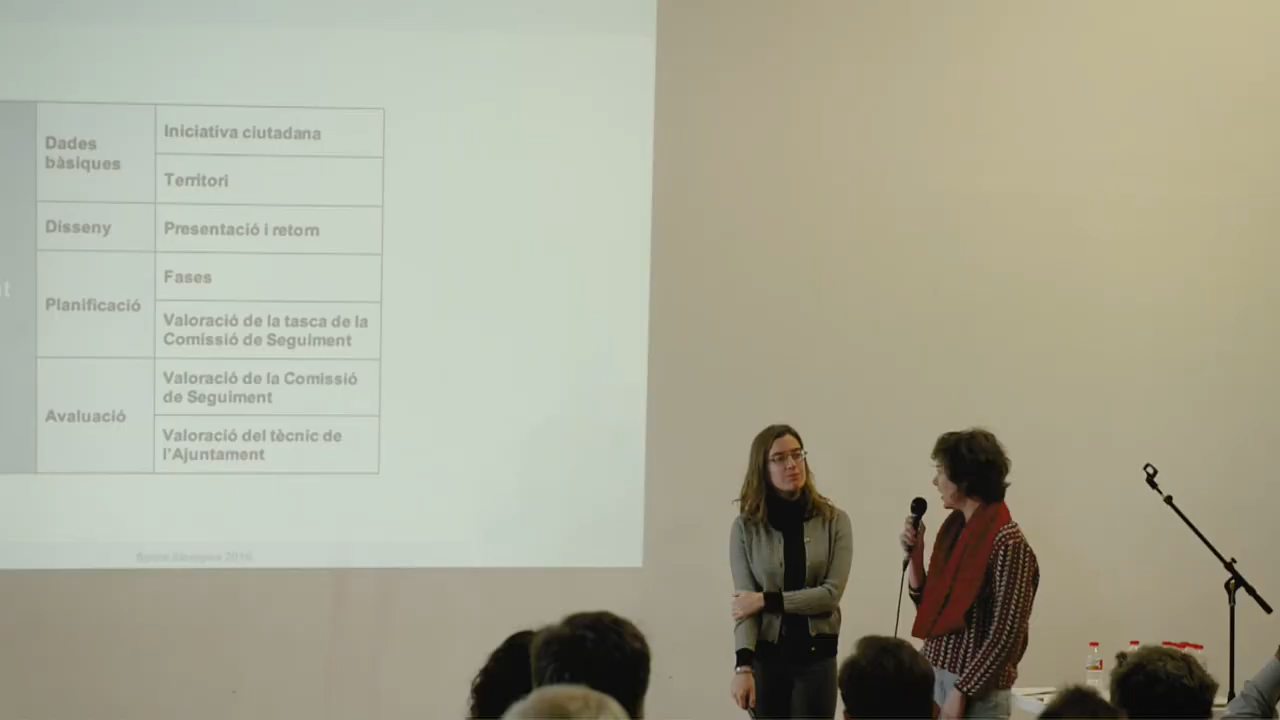 Dades
bàsiques
Iniciativa ciutadana
Territori
Disseny
Presentació i retorn
Planificació
Fases
Valoració de la tasca de la
Comissió de Seguiment
Avaluació
Valoració de la Comissió
de Seguiment
Valoració del tècnic de
l'Ajuntament